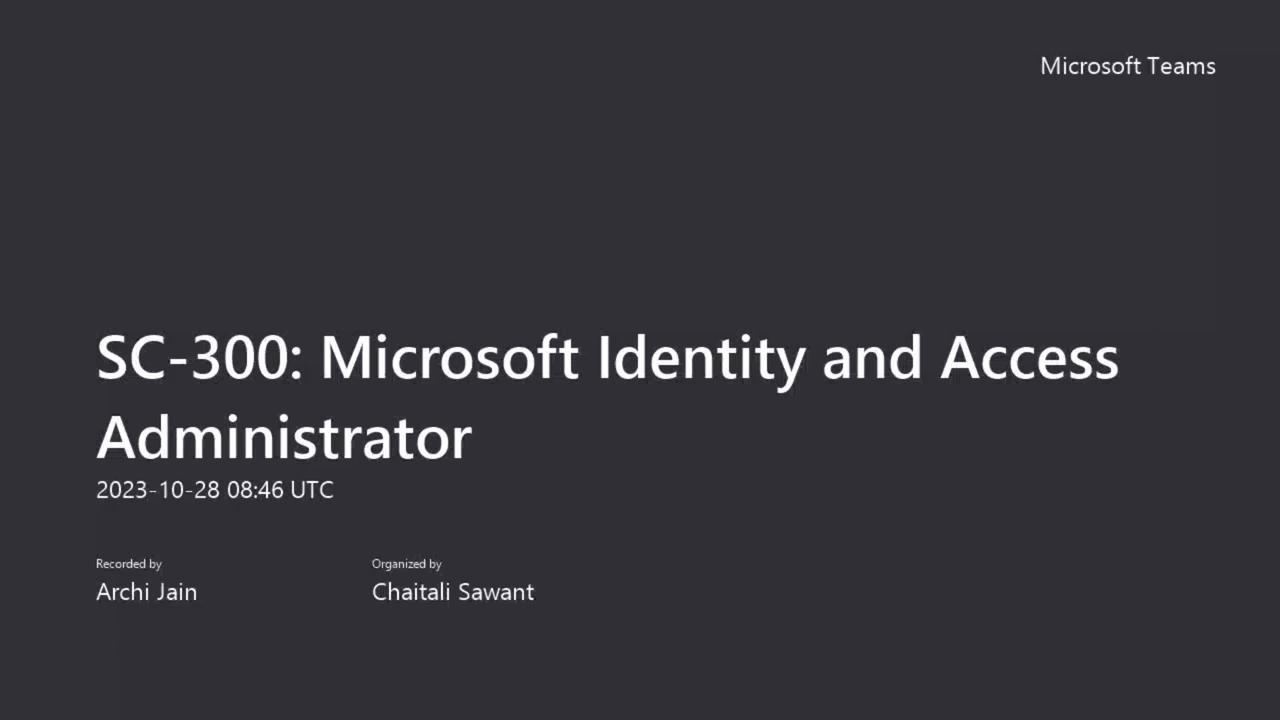 Microsoft Teams
SC-300: Microsoft Identity and Access
Administrator
2023-10-28 08:46 UTC
Recorded by
Archi Jain
Organized by
Chaitali Sawant